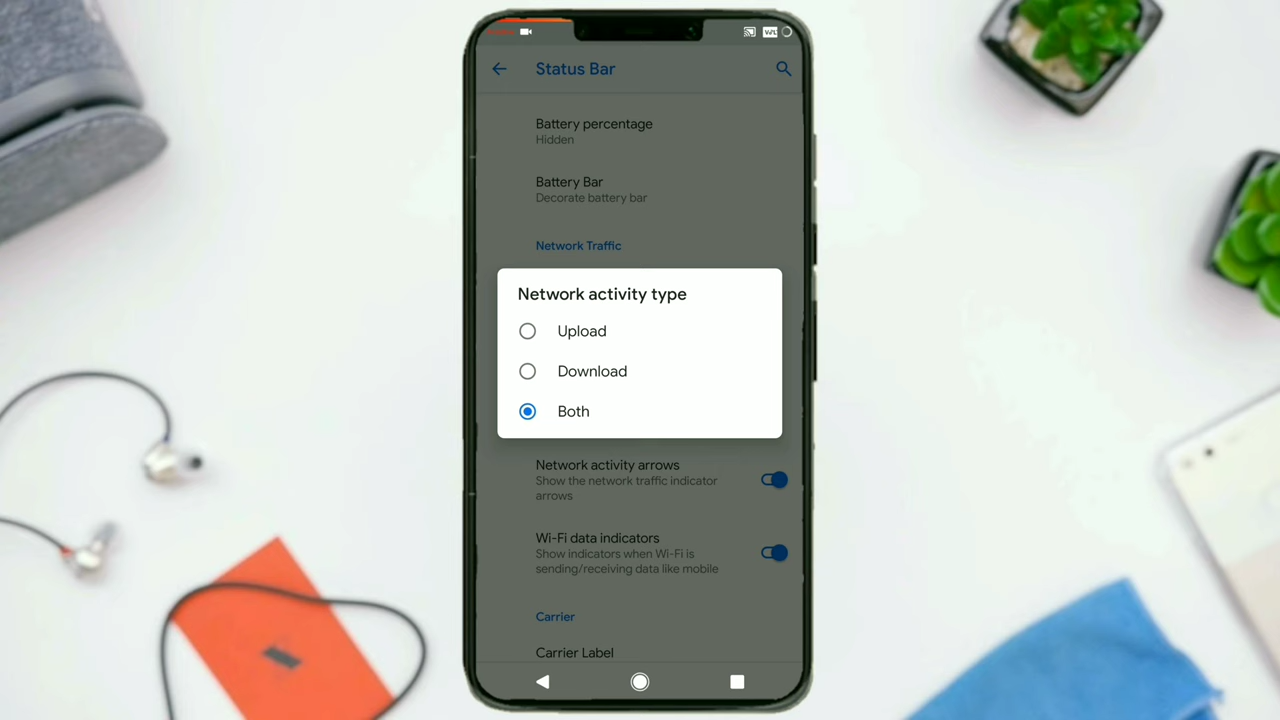 Status Bar
Battery percentage
Hidden
Battery Bar
Decorate battery bar
Network Traffic
Network activity type
Upload
Download
Both
Network activity arrows
Show the network traffic indicator
arrows
Wi-Fi data indicators
Show indicators when Wi-Fi is
sending/receiving data like mobile
Carrier
Carrier Label